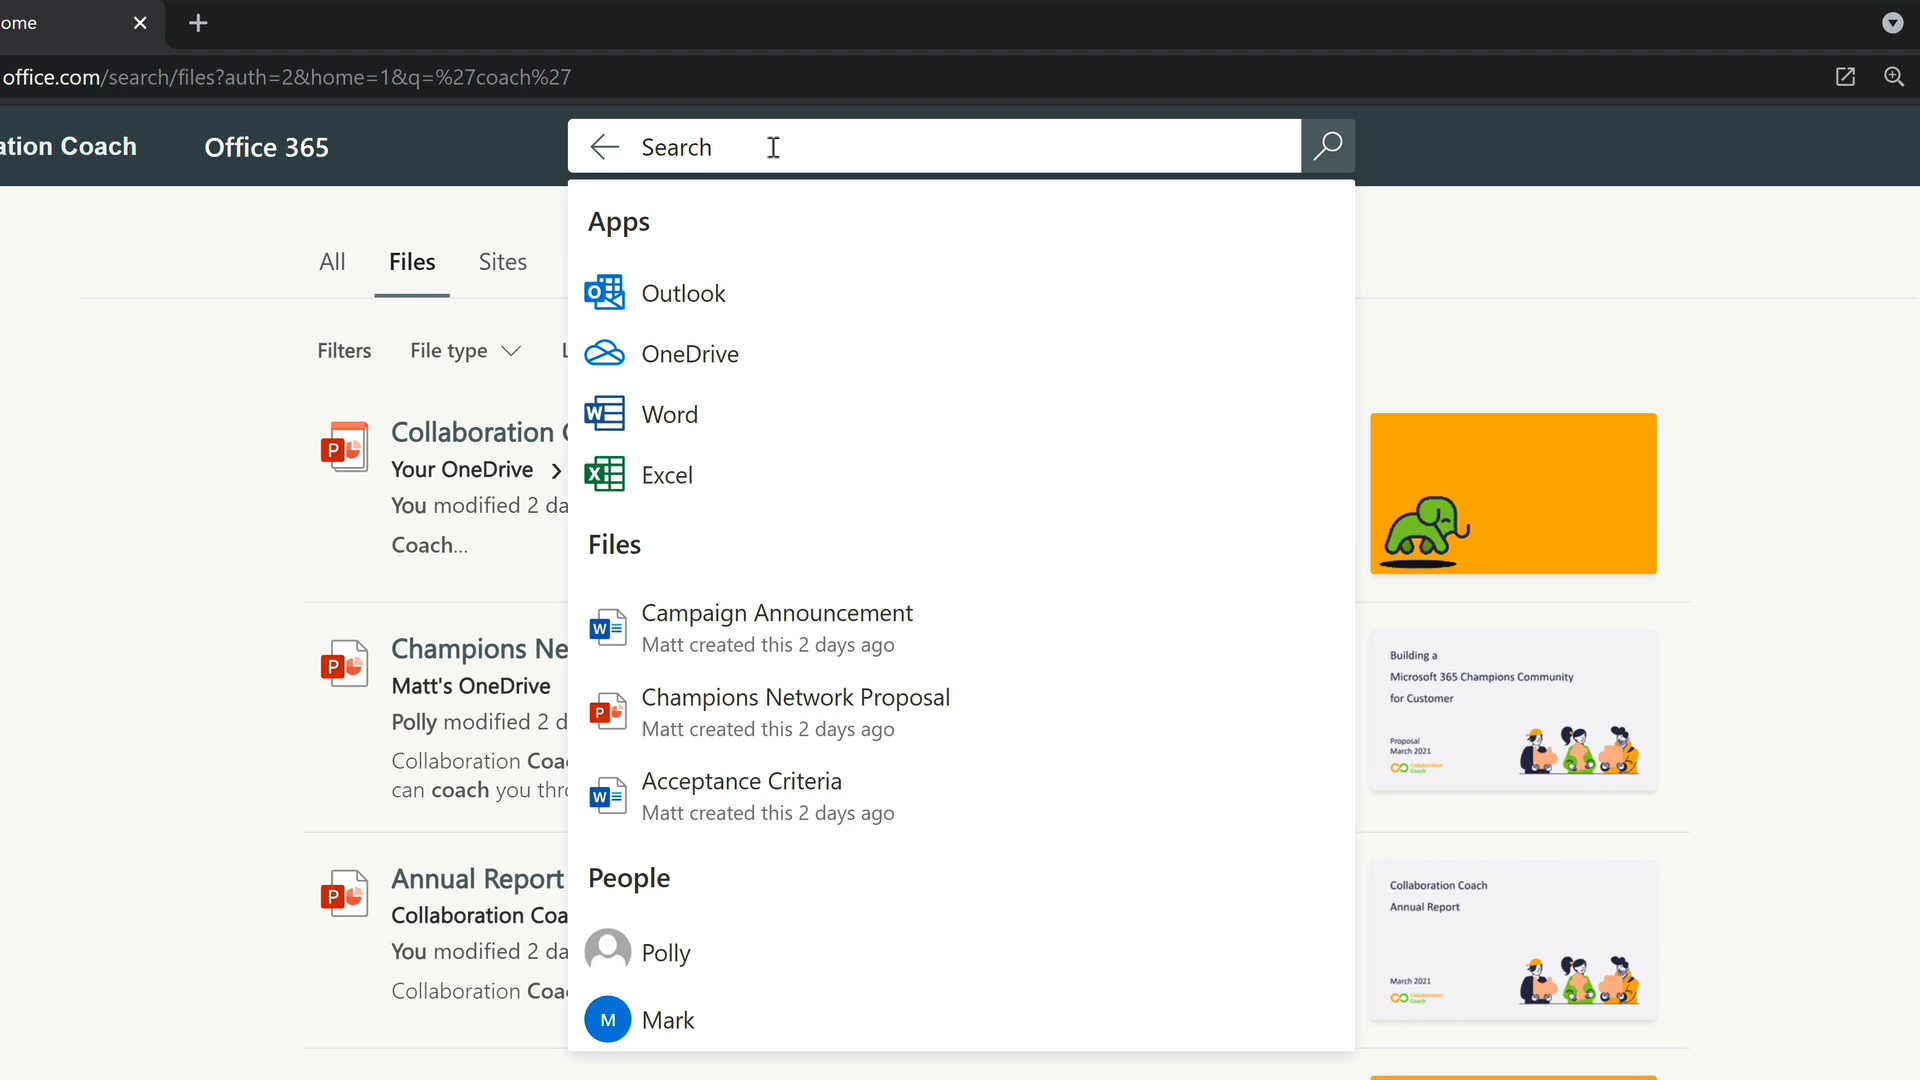 ome
office.com/search/files?auth=2&home=1&q=%27coach%27
ation Coach
Office 365
Search
All
Files
Sites
Filters
File type
Apps
Outlook
OneDrive
Word
Excel
Files
Campaign Announcement
Matt created this 2 days ago
Champions Network Proposal
Matt created this 2 days ago
Acceptance Criteria
Matt created this 2 days ago
People
Polly
M
Mark
Collaboration
Your OneDrive >
You modified 2 da
Coach...
Champions Ne
Matt's OneDrive
Polly modified 2 d
Collaboration Coa
can coach you thro
Annual Report
Collaboration Coa
You modified 2 da
Collaboration Coa
Building a
Microsoft 365 Champions Community
for Customer
Proposal
March 2021
Collaboration
Coach
Collaboration Coach
Annual Report
March 2021
Collaboration
Coach